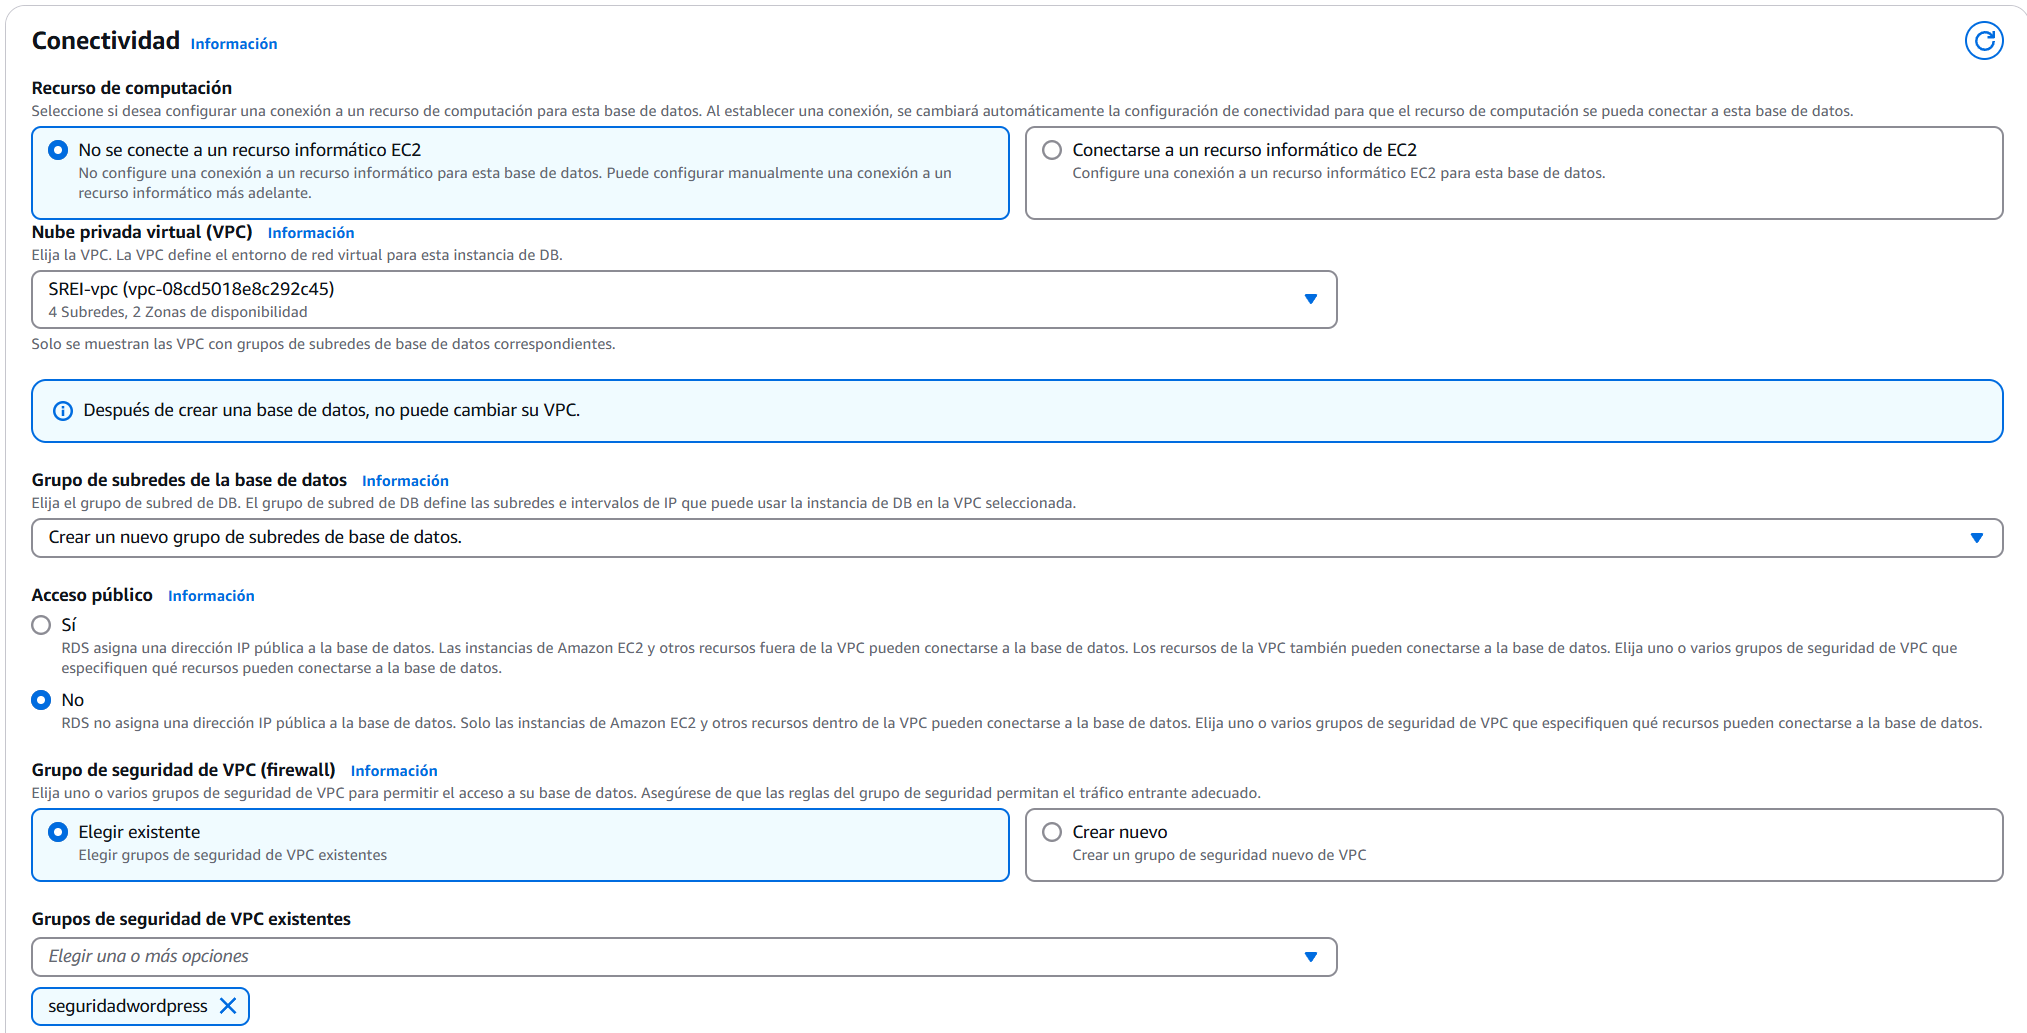 Conectividad Información
Recurso de computación
Seleccione si desea configurar una conexión a un recurso de computación para esta base de datos. Al establecer una conexión, se cambiará automáticamente la configuración de conectividad para que el recurso de computación se pueda conectar a esta base de datos.
No se conecte a un recurso informático EC2
No configure una conexión a un recurso informático para esta base de datos. Puede configurar manualmente una conexión a un
recurso informático más adelante.
Conectarse a un recurso informático de EC2
Configure una conexión a un recurso informático EC2 para esta base de datos.
Nube privada virtual (VPC) Información
Elija la VPC. La VPC define el entorno de red virtual para esta instancia de DB.
SREI-vpc (vpc-08cd5018e8c292c45)
4 Subredes, 2 Zonas de disponibilidad
Solo se muestran las VPC con grupos de subredes de base de datos correspondientes.
Después de crear una base de datos, no puede cambiar su VPC.
Grupo de subredes de la base de datos Información
Elija el grupo de subred de DB. El grupo de subred de DB define las subredes e intervalos de IP que puede usar la instancia de DB en la VPC seleccionada.
Crear un nuevo grupo de subredes de base de datos.
Acceso público Información
Sí
RDS asigna una dirección IP pública a la base de datos. Las instancias de Amazon EC2 y otros recursos fuera de la VPC pueden conectarse a la base de datos. Los recursos de la VPC también pueden conectarse a la base de datos. Elija uno o varios grupos de seguridad de VPC que
especifiquen qué recursos pueden conectarse a la base de datos.
No
RDS no asigna una dirección IP pública a la base de datos. Solo las instancias de Amazon EC2 y otros recursos dentro de la VPC pueden conectarse a la base de datos. Elija uno o varios grupos de seguridad de VPC que especifiquen qué recursos pueden conectarse a la base de datos.
Grupo de seguridad de VPC (firewall) Información
Elija uno o varios grupos de seguridad de VPC para permitir el acceso a su base de datos. Asegúrese de que las reglas del grupo de seguridad permitan el tráfico entrante adecuado.
Elegir existente
Elegir grupos de seguridad de VPC existentes
Crear nuevo
Crear un grupo de seguridad nuevo de VPC
Grupos de seguridad de VPC existentes
Elegir una o más opciones
seguridadwordpress